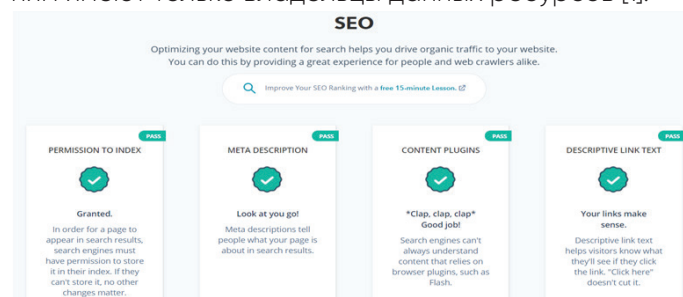 имеют только владельцы данных ресурсов [1].
SEO
Optimizing your website content for search helps you drive organic traffic to your website.
You can do this by providing a great experience for people and web crawlers alike.
Improve Your SEO Ranking with a free 15-minute Lesson.
PASS
PERMISSION TO INDEX
Granted.
In order for a page to
appear in search results,
search engines must
have permission to store
it in their index. If they
can't store it, no other
changes matter.
PASS
META DESCRIPTION
Look at you go!
Meta descriptions tell
people what your page is
about in search results.
PASS
CONTENT PLUGINS
*Clap, clap, clap*
Good job!
Search engines can't
always understand
content that relies on
browser plugins, such as
Flash.
PASS
DESCRIPTIVE LINK TEXT
Your links make
sense.
Descriptive link text
helps visitors know what
they'll see if they click
the link. "Click here"
doesn't cut it.